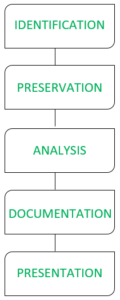 IDENTIFICATION
PRESERVATION
ANALYSIS
DOCUMENTATION
PRESENTATION